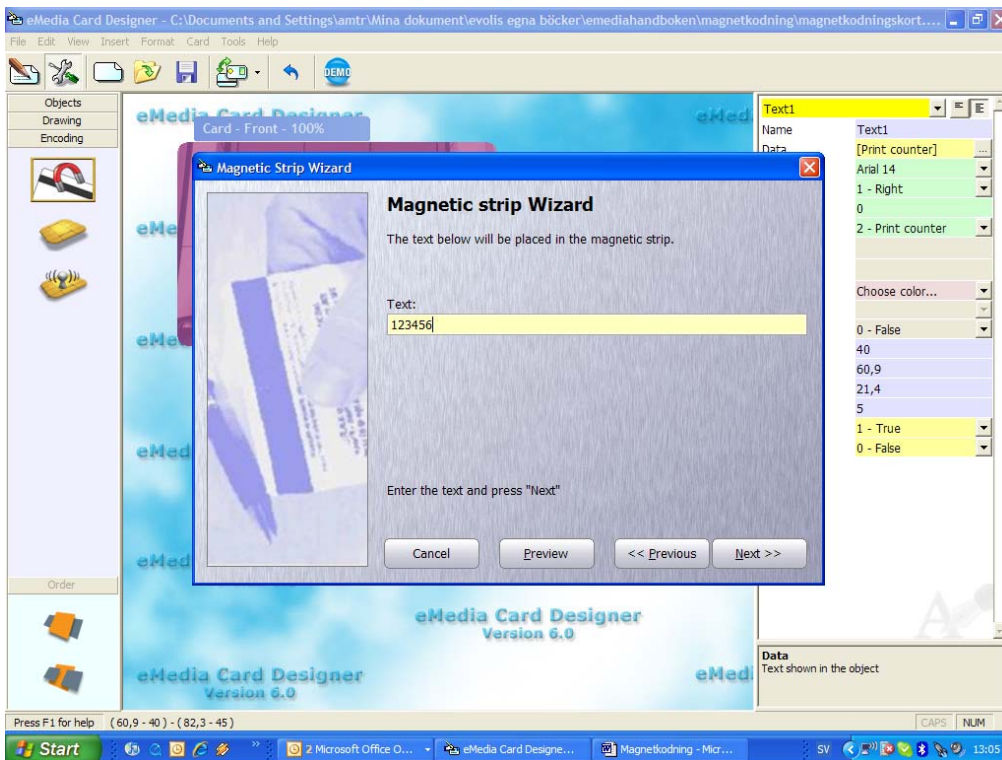 eMedia Card Designer - C:\Documents and Settings\amtr\Mina dokument\evolis egna böcker\emediahandboken\magnetkodning\magnetkodningskort....
File Edit View Insert Format Card Tools Help
DEMO
Objects
Drawing
Encoding
Order
eMedia Card Designer
eMedi
Card - Front - 100%
eMe
eMe
eMed
eMed
Magnetic Strip Wizard
Magnetic strip Wizard
The text below will be placed in the magnetic strip.
Text:
123456
Enter the text and press "Next"
Cancel
Preview
<< Previous
Next >>
eMedia Card Designer
Version 6.0
eMedia Card Designer
Version 6.0
eMedi
Text1
Name Text1
Data [Print counter] ...
Arial 14
1 - Right
0
2 - Print counter
Choose color...
0 - False
40
60,9
21,4
5
1 - True
0 - False
Data
Text shown in the object
Press F1 for help (60,9 - 40) - (82,3 - 45)
CAPS NUM
Start
2 Microsoft Office O...
eMedia Card Designe...
Magnetkodning - Micr...
SV
13:05